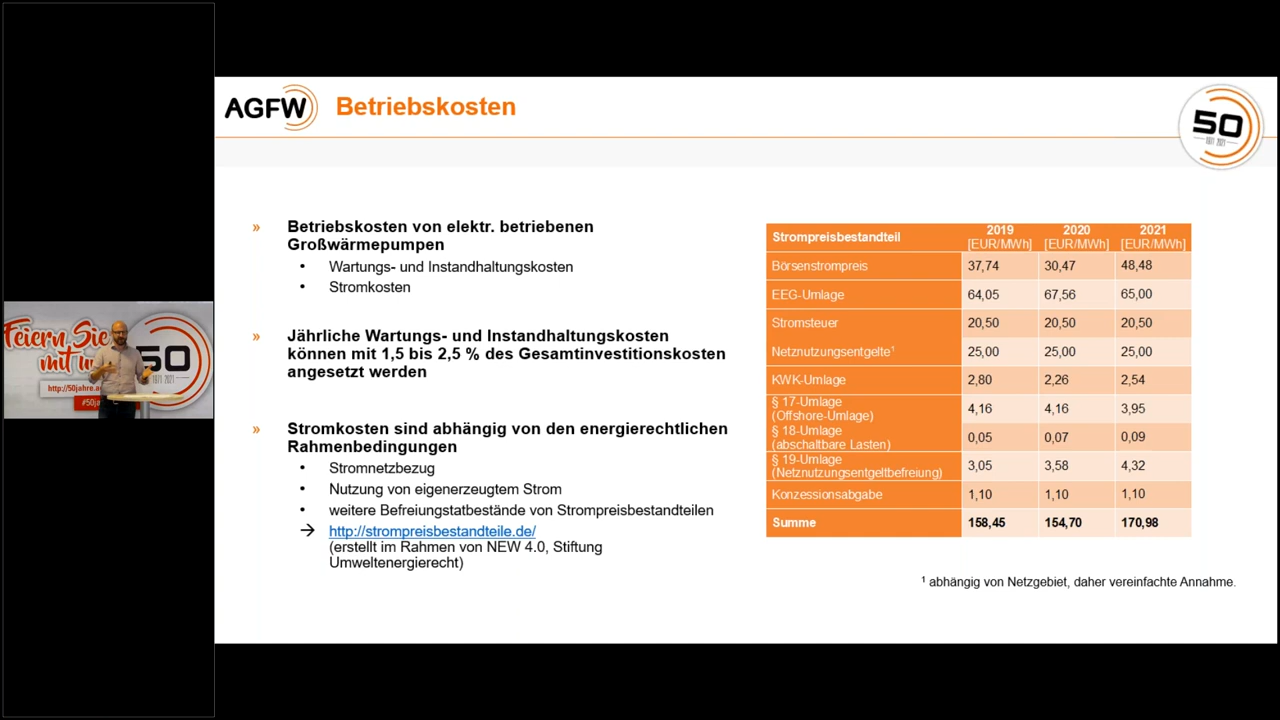 AGFW
Betriebskosten
50
1971 2021
» Betriebskosten von elektr. betriebenen
Großwärmepumpen
• Wartungs- und Instandhaltungskosten
• Stromkosten
» Jährliche Wartungs- und Instandhaltungskosten
können mit 1,5 bis 2,5 % des Gesamtinvestitionskosten
angesetzt werden
» Stromkosten sind abhängig von den energierechtlichen
Rahmenbedingungen
• Stromnetzbezug
• Nutzung von eigenerzeugtem Strom
• weitere Befreiungstatbestände von Strompreisbestandteilen
→ http://strompreisbestandteile.de/
(erstellt im Rahmen von NEW 4.0, Stiftung
Umweltenergierecht)
Strompreisbestandteil 2019 [EUR/MWh] 2020 [EUR/MWh] 2021 [EUR/MWh]
Börsenstrompreis 37,74 30,47 48,48
EEG-Umlage 64,05 67,56 65,00
Stromsteuer 20,50 20,50 20,50
Netznutzungsentgelte¹ 25,00 25,00 25,00
KWK-Umlage 2,80 2,26 2,54
§ 17-Umlage
(Offshore-Umlage) 4,16 4,16 3,95
§ 18-Umlage
(abschaltbare Lasten) 0,05 0,07 0,09
§ 19-Umlage
(Netznutzungsentgeltbefreiung) 3,05 3,58 4,32
Konzessionsabgabe 1,10 1,10 1,10
Summe 158,45 154,70 170,98
¹ abhängig von Netzgebiet, daher vereinfachte Annahme.
Feiern Sie
mit
50
1971 2021
http://50jahre.a
#50ja